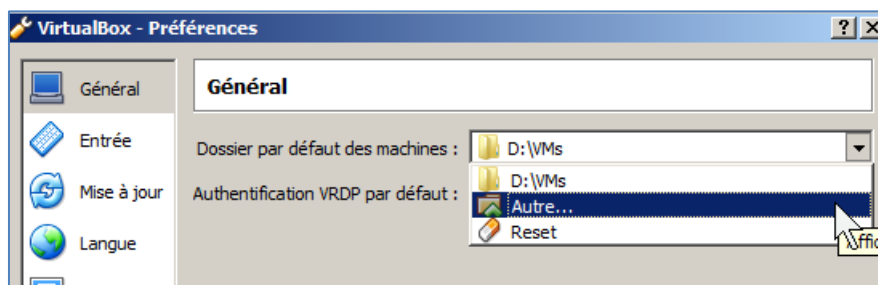 VirtualBox - Préférences
Général
Général
Entrée
Dossier par défaut des machines : D:\VMs
D:\VMs
Mise à jour
Authentification VRDP par défaut :
Autre...
Reset
Langue